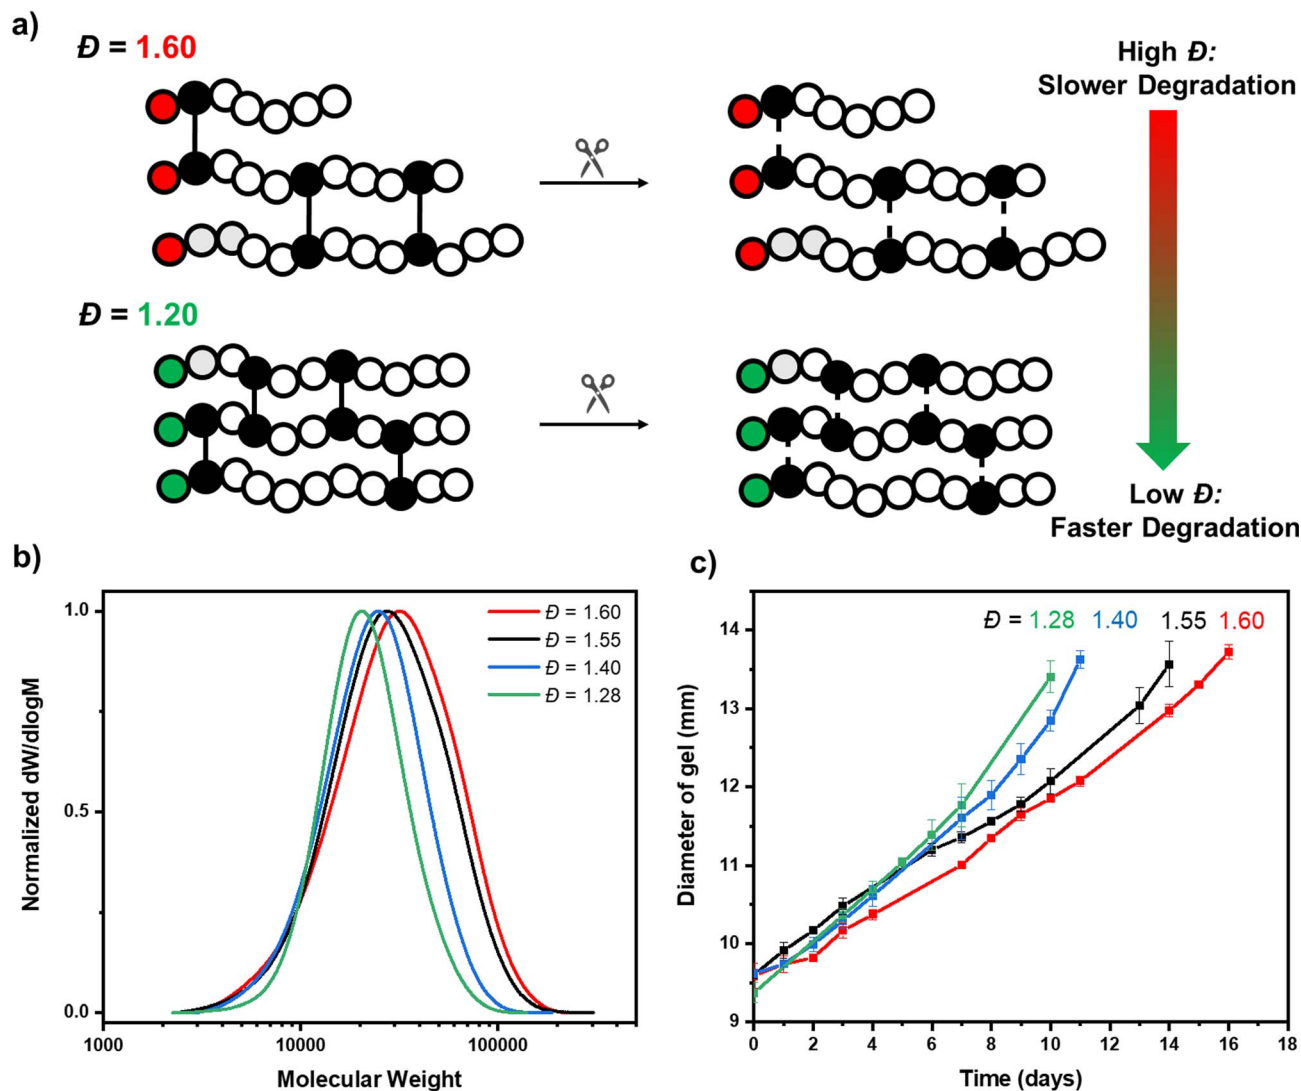 a)
Đ = 1.60
High Đ:
Slower Degradation
Đ = 1.20
Low Đ:
Faster Degradation
b)
Normalized dW/dlogM
1.0
0.5
0.0
1000
10000
100000
Molecular Weight
Đ = 1.60
Đ = 1.55
Đ = 1.40
Đ = 1.28
c)
Diameter of gel (mm)
14
13
12
11
10
9
0 2 4 6 8 10 12 14 16 18
Time (days)
Đ = 1.28 1.40 1.55 1.60